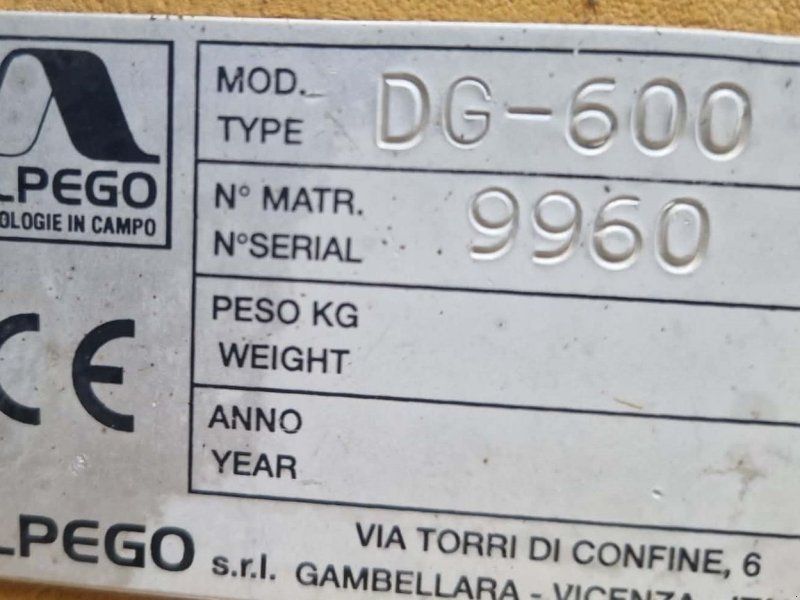 LPEGO
OLOGIE IN CAMPO
CE
MOD.
TYPE
DG-600
N° MATR.
N°SERIAL
9960
PESO KG
WEIGHT
ANNO
YEAR
LPEGO s.r.l.
VIA TORRI DI CONFINE, 6
GAMBELLARA - VICENZA